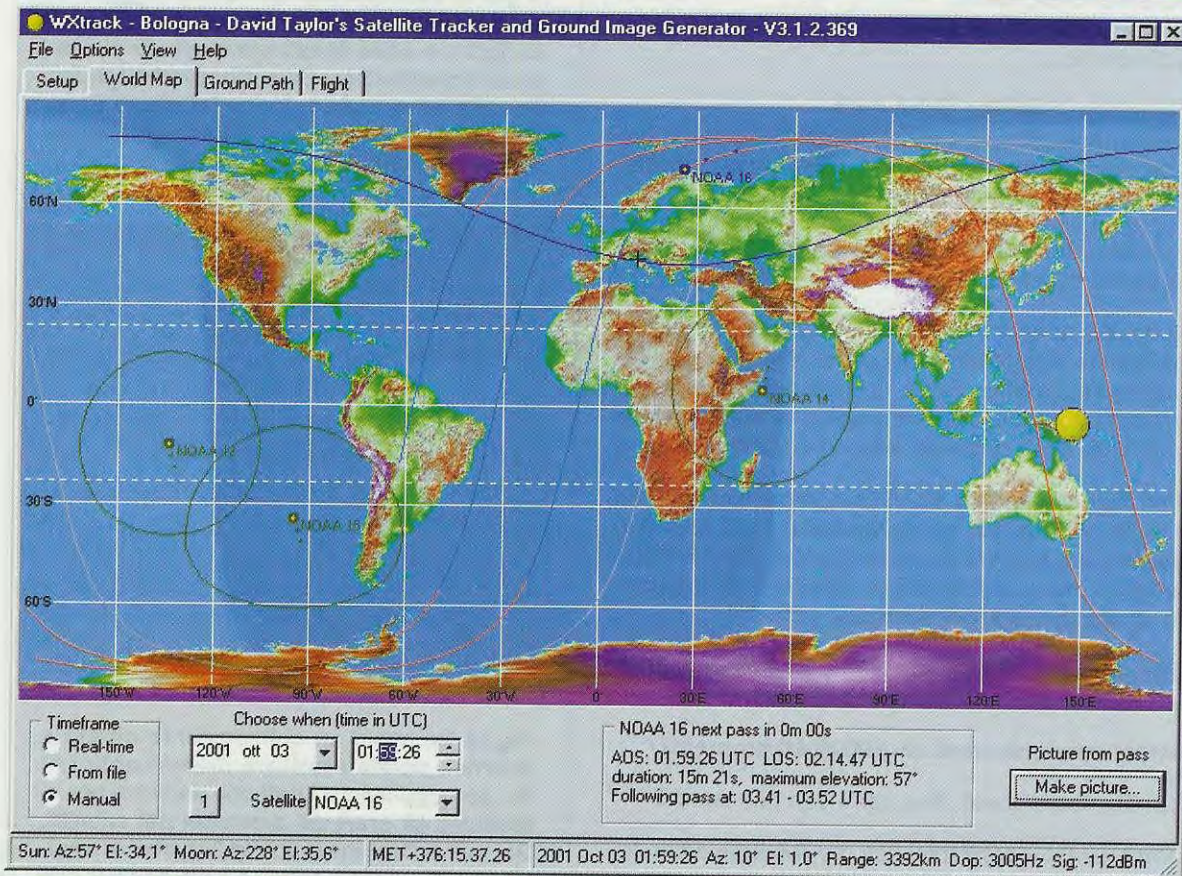 WXtrack - Bologna - David Taylor's Satellite Tracker and Ground Image Generator - V3.1.2.369
File Options View Help
Setup World Map Ground Path Flight
NOAA 16
60°N
30°N
NOAA 14
0°
NOAA 12
30°S
NOAA 15
60°S
150°W 120°W 90°W 60°W 30°W 0° 30°E 60°E 90°E 120°E 150°E
Timeframe
Real-time
From file
Manual
Choose when (time in UTC)
2001 ott 03 01:59:26
1 Satellite NOAA 16
NOAA 16 next pass in 0m 00s
AOS: 01.59.26 UTC LOS: 02.14.47 UTC
duration: 15m 21s, maximum elevation: 57°
Following pass at: 03.41 - 03.52 UTC
Picture from pass
Make picture...
Sun: Az:57° El:-34,1° Moon: Az:228° El:35,6° MET+376:15.37.26 2001 Oct 03 01:59:26 Az: 10° El: 1,0° Range: 3392km Dop: 3005Hz Sig: -112dBm